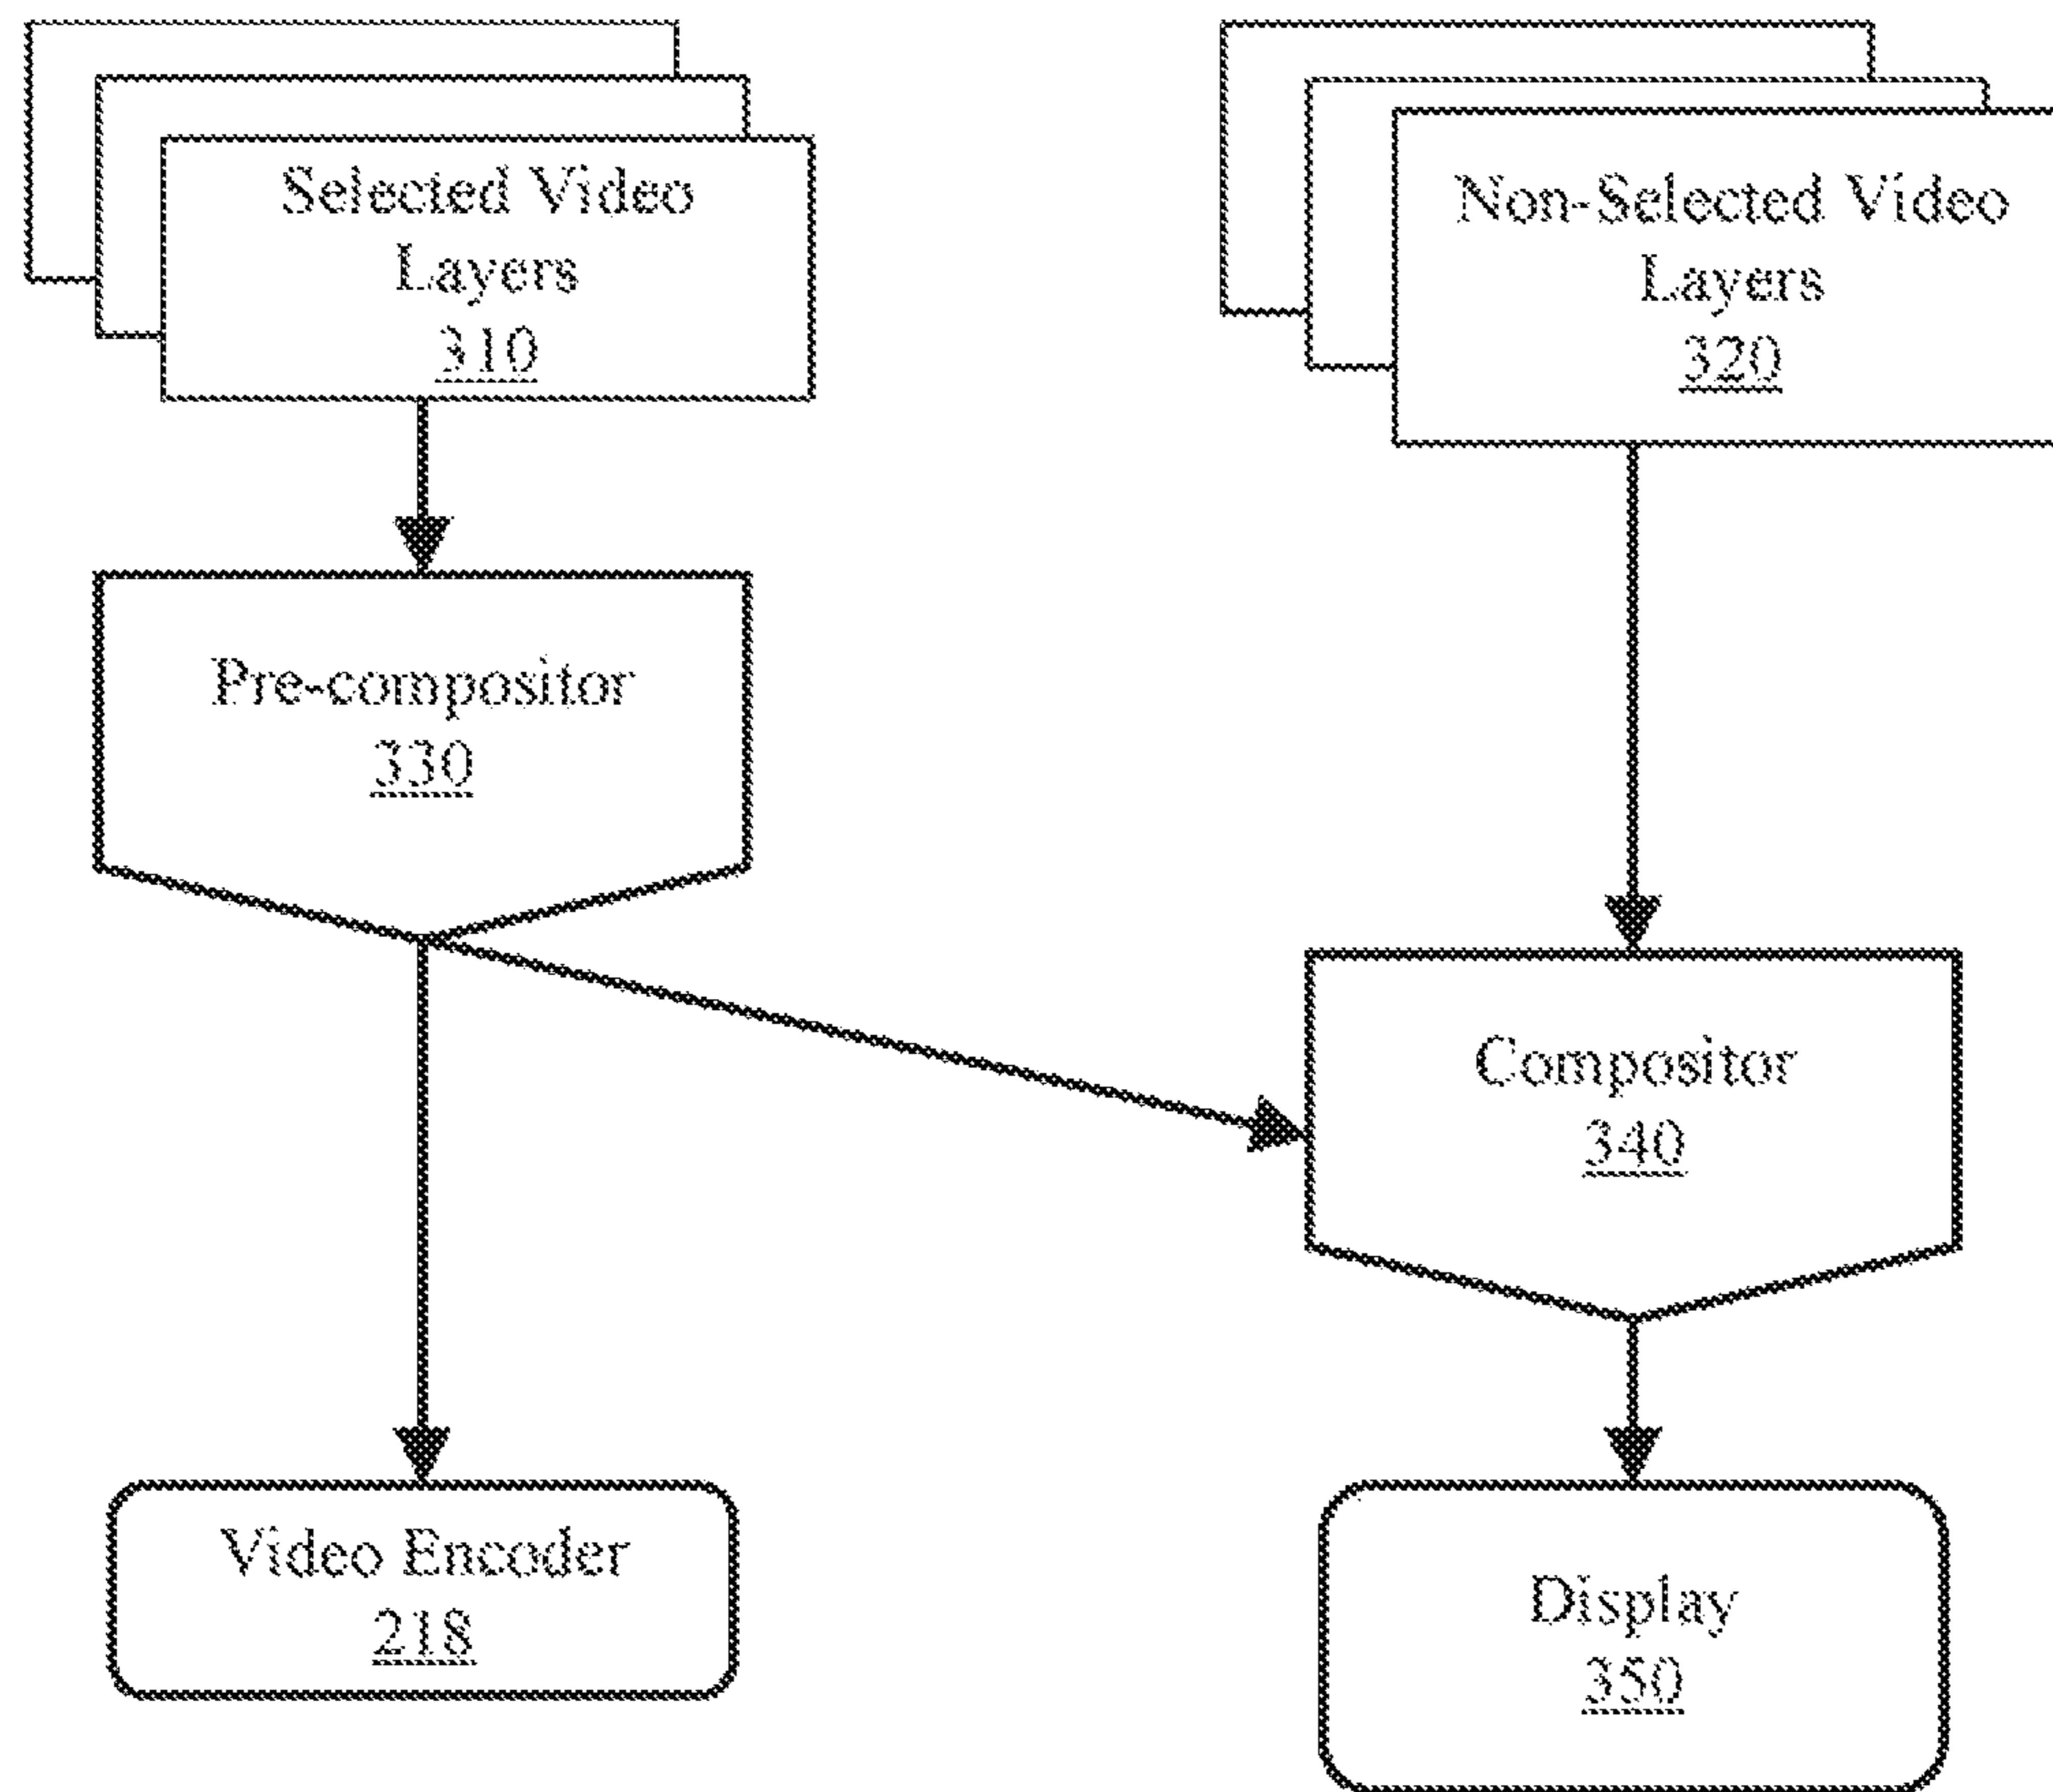 Selected Video
Layers
310
Non-Selected Video
Layers
320
Pre-compositor
330
Compositor
340
Video Encoder
218
Display
350